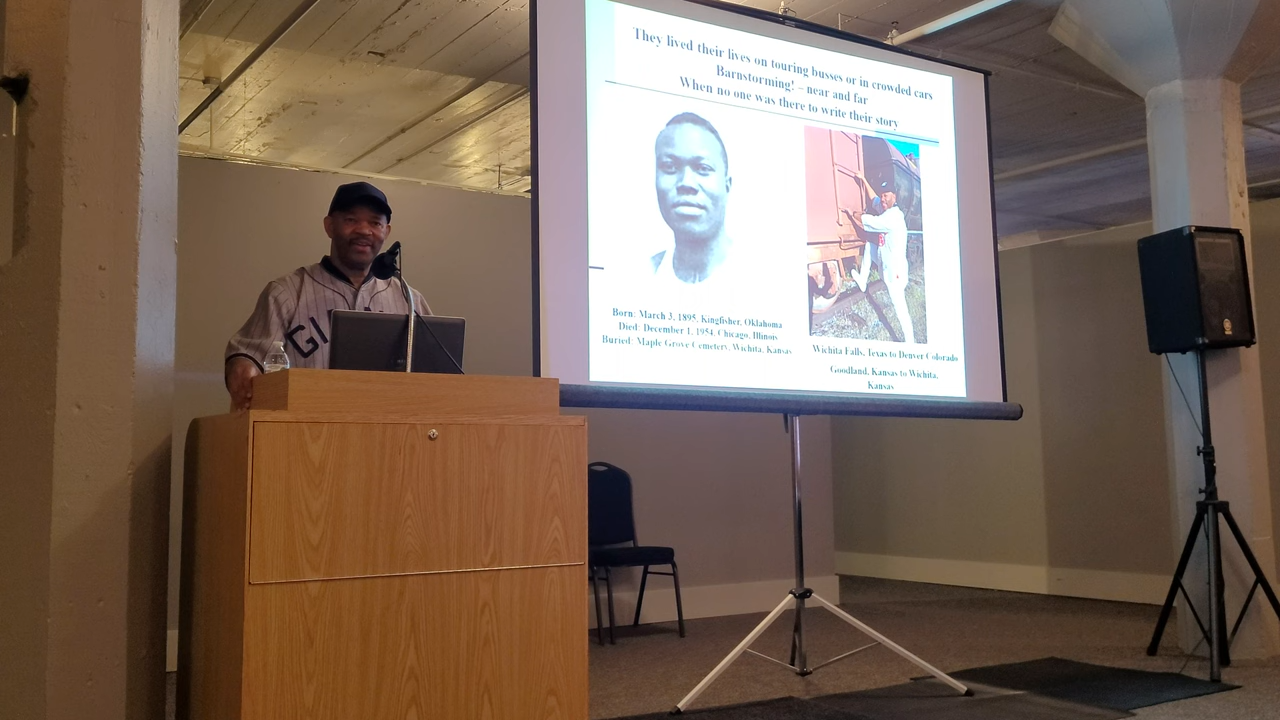 They lived their lives on touring busses or in crowded cars
Barnstorming! – near and far
When no one was there to write their story
Born: March 3, 1895, Kingfisher, Oklahoma
Died: December 1, 1954, Chicago, Illinois
Buried: Maple Grove Cemetery, Wichita, Kansas
Wichita Falls, Texas to Denver Colorado
Goodland, Kansas to Wichita,
Kansas
GI